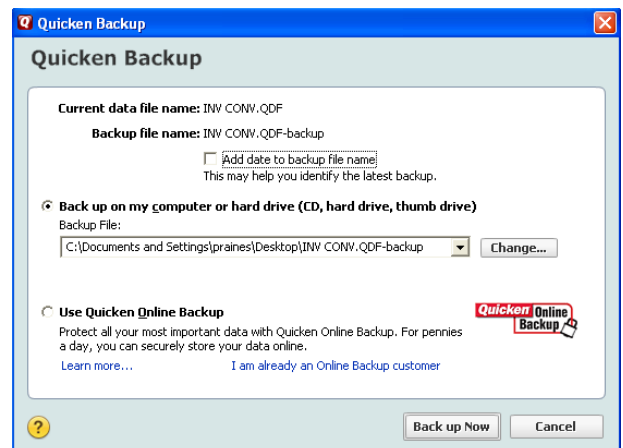 Quicken Backup
Quicken Backup
Current data file name: INV CONV.QDF
Backup file name: INV CONV.QDF-backup
Add date to backup file name
This may help you identify the latest backup.
Back up on my computer or hard drive (CD, hard drive, thumb drive)
Backup File:
C:\Documents and Settings\praines\Desktop\INV CONV.QDF-backup
Change...
Use Quicken Online Backup
Quicken Online
Backup
Protect all your most important data with Quicken Online Backup. For pennies
a day, you can securely store your data online.
Learn more... I am already an Online Backup customer
? Back up Now Cancel